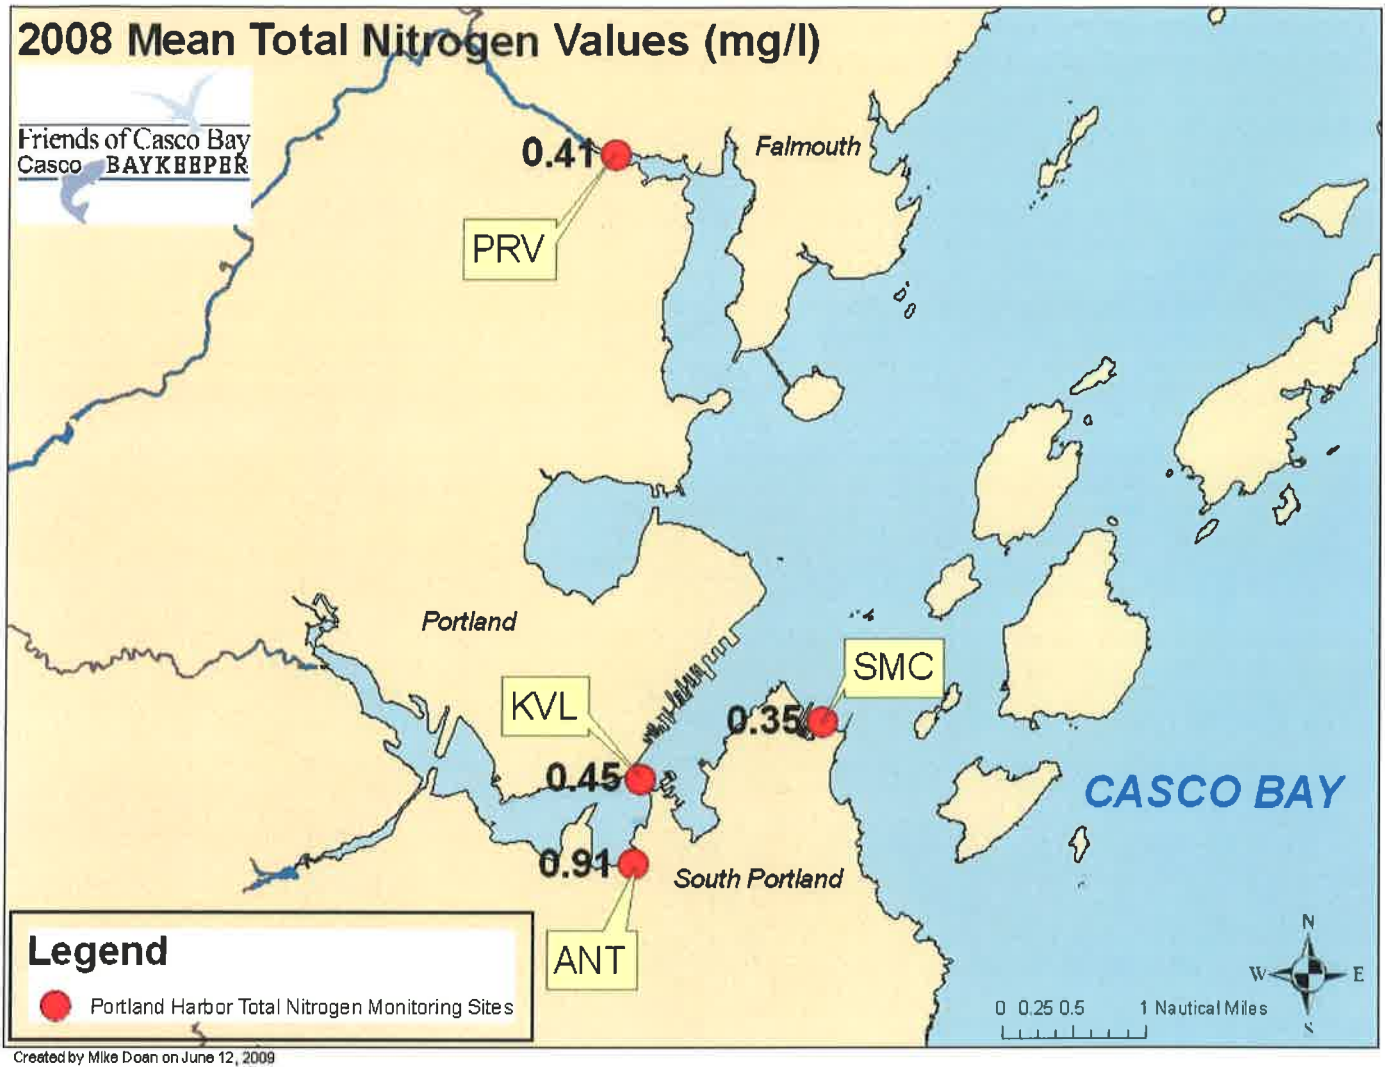 2008 Mean Total Nitrogen Values (mg/l)
Friends of Casco Bay
Casco BAYKEEPER
0.41
Falmouth
PRV
Portland
SMC
KVL
0.35
0.45
CASCO BAY
0.91
South Portland
ANT
Legend
Portland Harbor Total Nitrogen Monitoring Sites
N
W E
S
0 0.25 0.5 1 Nautical Miles
Created by Mike Doan on June 12, 2009